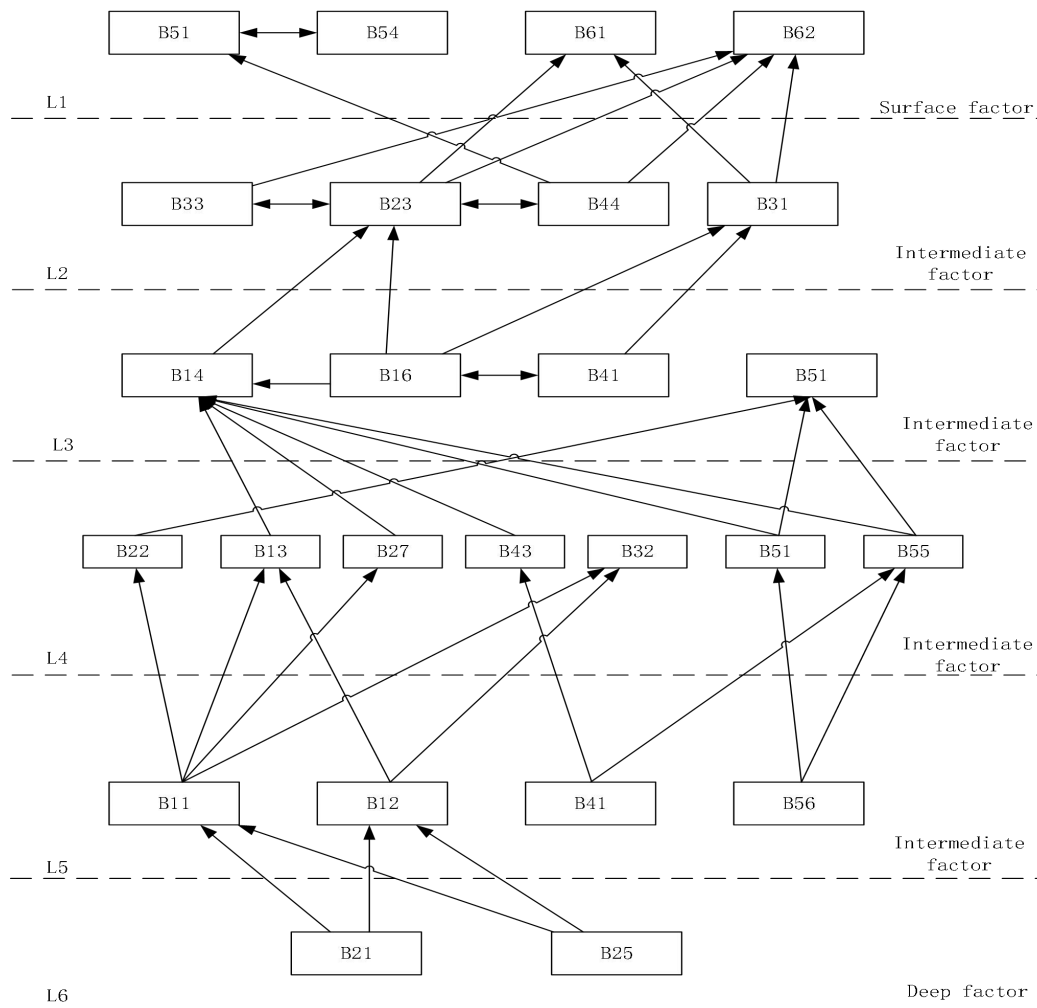 B51 B54 B61 B62
L1 Surface factor
B33 B23 B44 B31
L2 Intermediate
factor
B14 B16 B41 B51
L3 Intermediate
factor
B22 B13 B27 B43 B32 B51 B55
L4 Intermediate
factor
B11 B12 B41 B56
L5 Intermediate
factor
B21 B25
L6 Deep factor